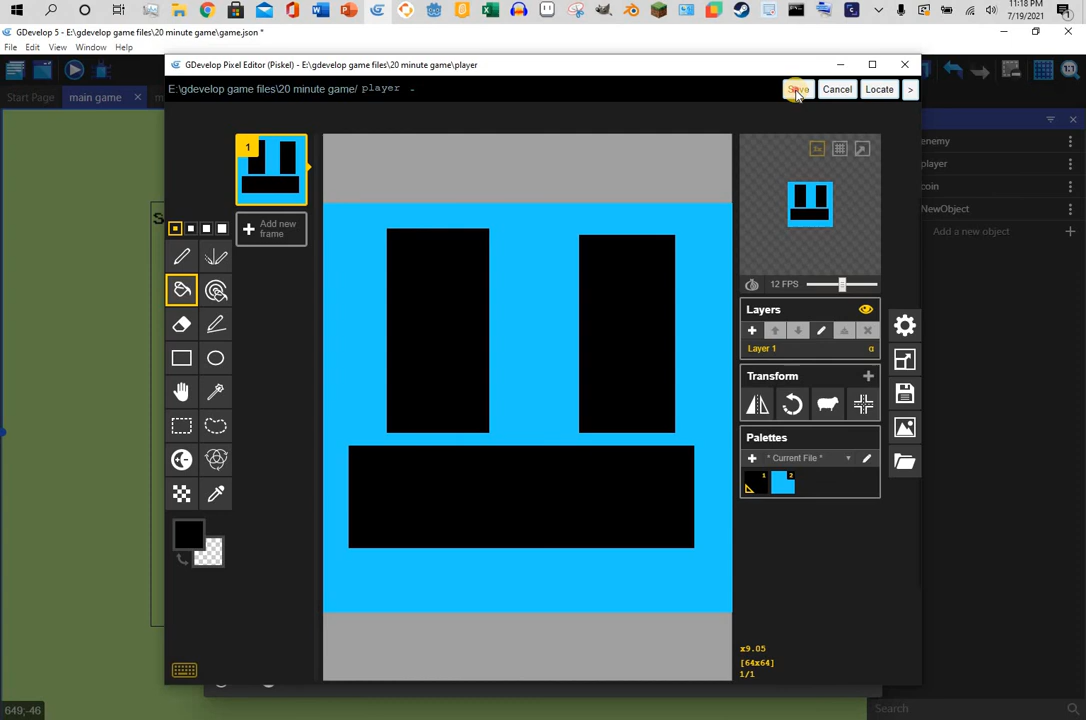 11:18 PM
7/19/2021
GDevelop 5 - E:\gdevelop game files\20 minute game\game.json *
File Edit View Window Help
GDevelop Pixel Editor (Piskel) - E:\gdevelop game files\20 minute game\player
E:\gdevelop game files\20 minute game/ player -
Save Cancel Locate >
Start Page main game
1
Add new frame
12 FPS
Layers
Layer 1 α
Transform
Palettes
* Current File *
1 2
x9.05
[64x64]
1/1
enemy
player
coin
NewObject
Add a new object
Search
649;-46